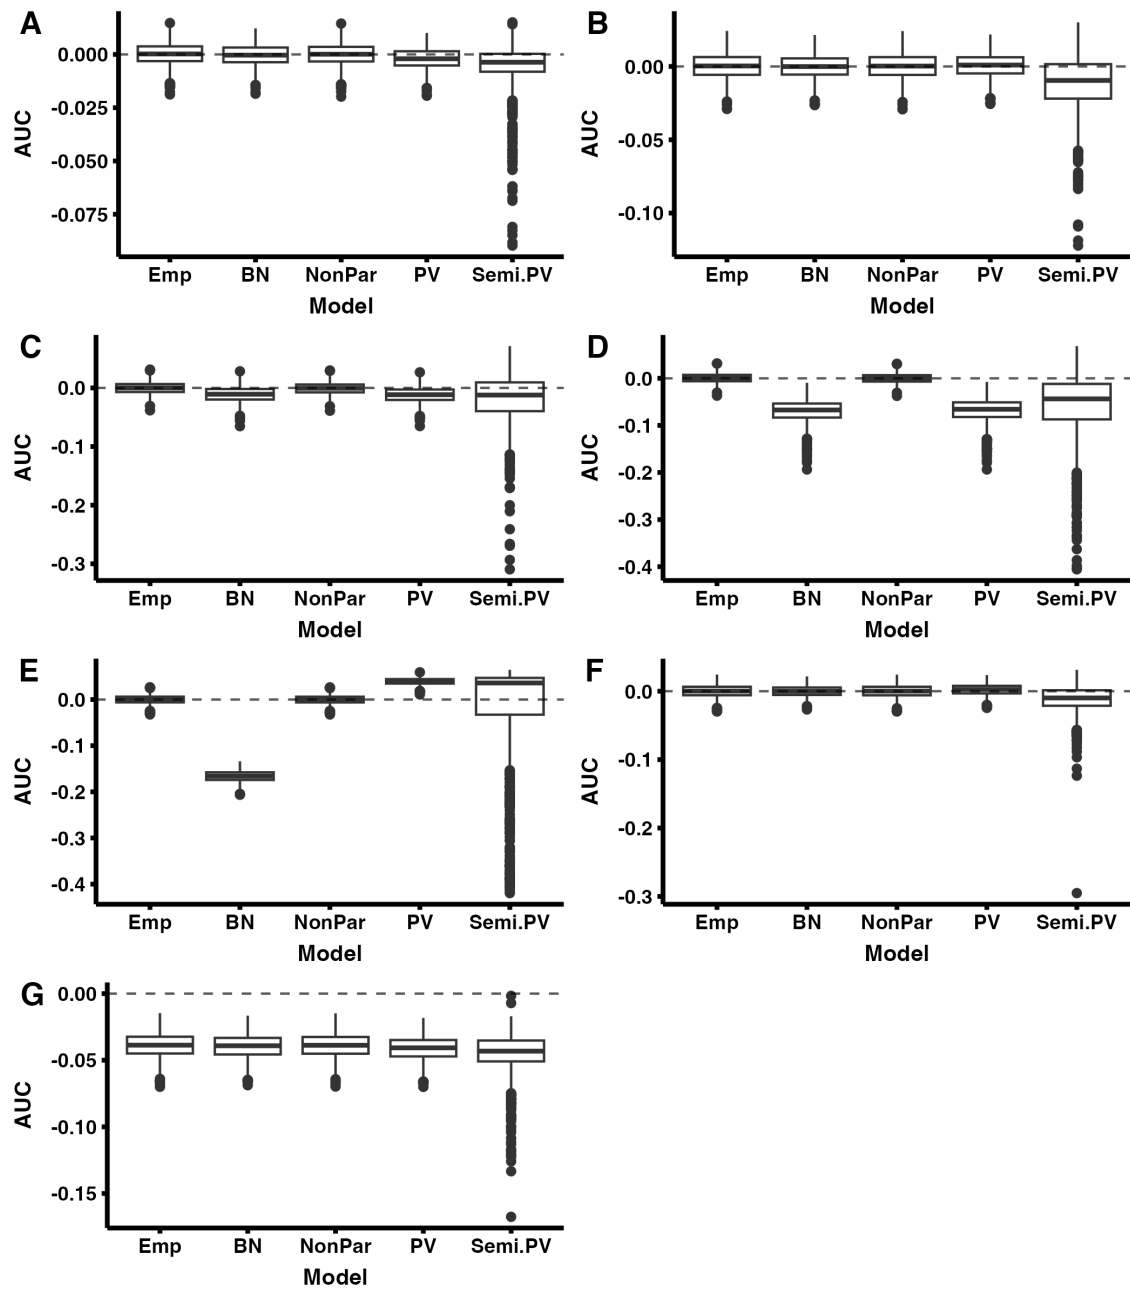 A
AUC
0.000
-0.025
-0.050
-0.075
Emp BN NonPar PV Semi.PV
Model
B
AUC
0.00
-0.05
-0.10
Emp BN NonPar PV Semi.PV
Model
C
AUC
0.0
-0.1
-0.2
-0.3
Emp BN NonPar PV Semi.PV
Model
D
AUC
0.0
-0.1
-0.2
-0.3
-0.4
Emp BN NonPar PV Semi.PV
Model
E
AUC
0.0
-0.1
-0.2
-0.3
-0.4
Emp BN NonPar PV Semi.PV
Model
F
AUC
0.0
-0.1
-0.2
-0.3
Emp BN NonPar PV Semi.PV
Model
G
AUC
0.00
-0.05
-0.10
-0.15
Emp BN NonPar PV Semi.PV
Model